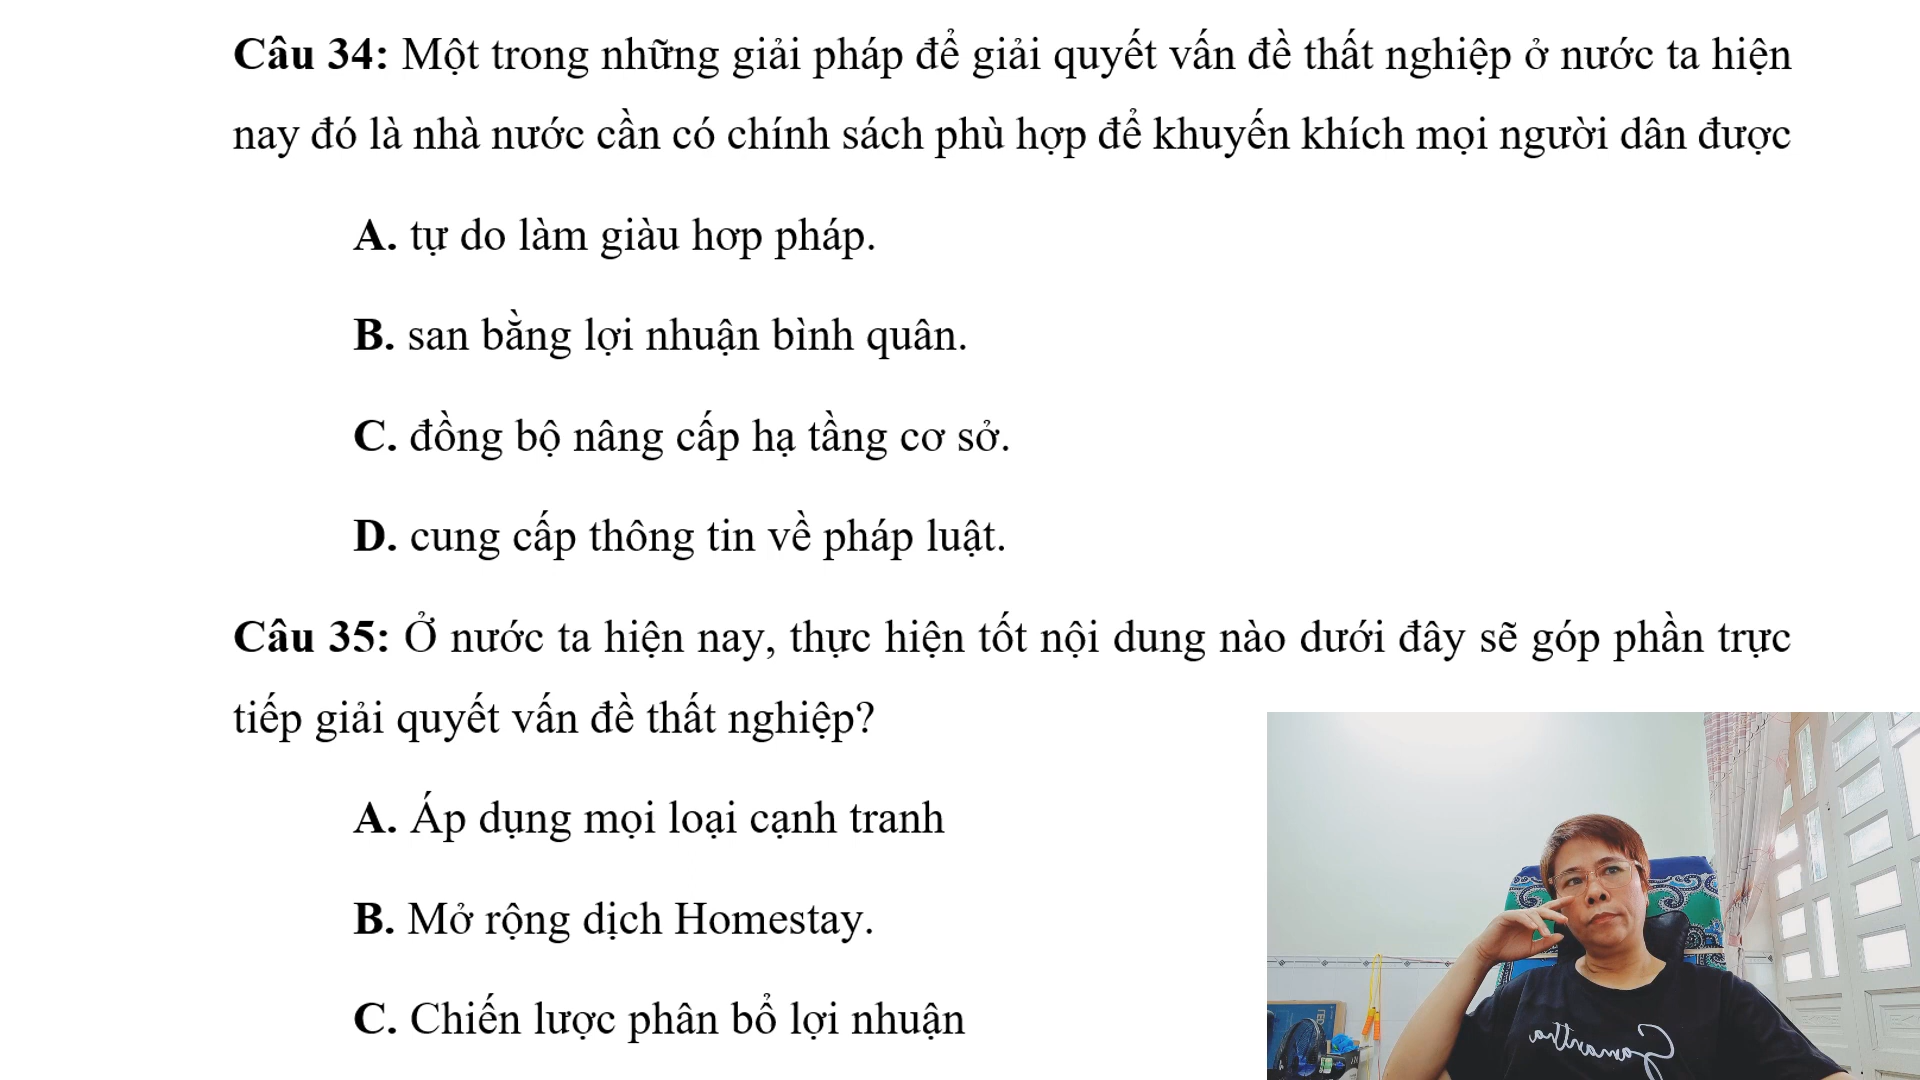 Câu 34: Một trong những giải pháp để giải quyết vấn đề thất nghiệp ở nước ta hiện
nay đó là nhà nước cần có chính sách phù hợp để khuyến khích mọi người dân được
A. tự do làm giàu hơp pháp.
B. san bằng lợi nhuận bình quân.
C. đồng bộ nâng cấp hạ tầng cơ sở.
D. cung cấp thông tin về pháp luật.
Câu 35: Ở nước ta hiện nay, thực hiện tốt nội dung nào dưới đây sẽ góp phần trực
tiếp giải quyết vấn đề thất nghiệp?
A. Áp dụng mọi loại cạnh tranh
B. Mở rộng dịch Homestay.
C. Chiến lược phân bổ lợi nhuận
Samantha